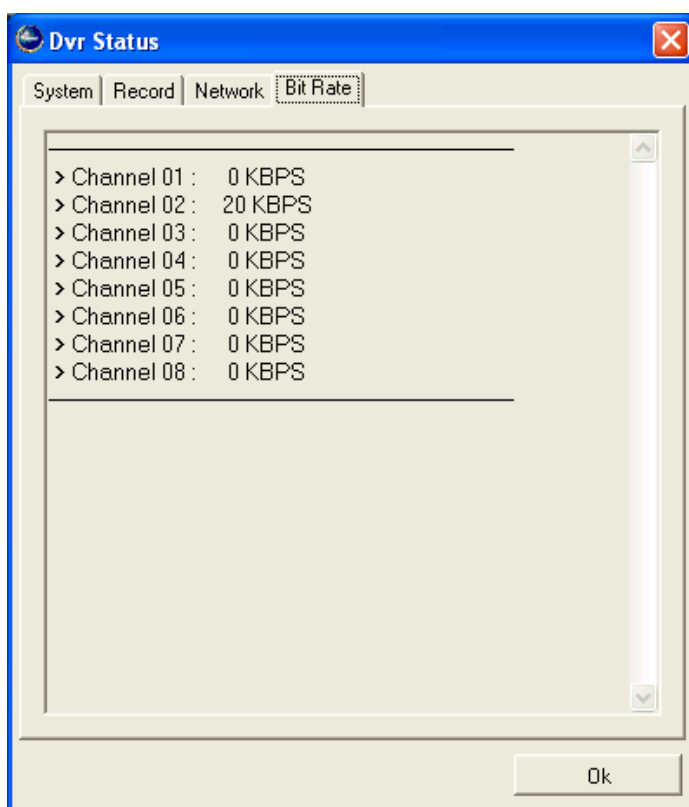 Dvr Status
System Record Network Bit Rate
> Channel 01 : 0 KBPS
> Channel 02 : 20 KBPS
> Channel 03 : 0 KBPS
> Channel 04 : 0 KBPS
> Channel 05 : 0 KBPS
> Channel 06 : 0 KBPS
> Channel 07 : 0 KBPS
> Channel 08 : 0 KBPS
Ok